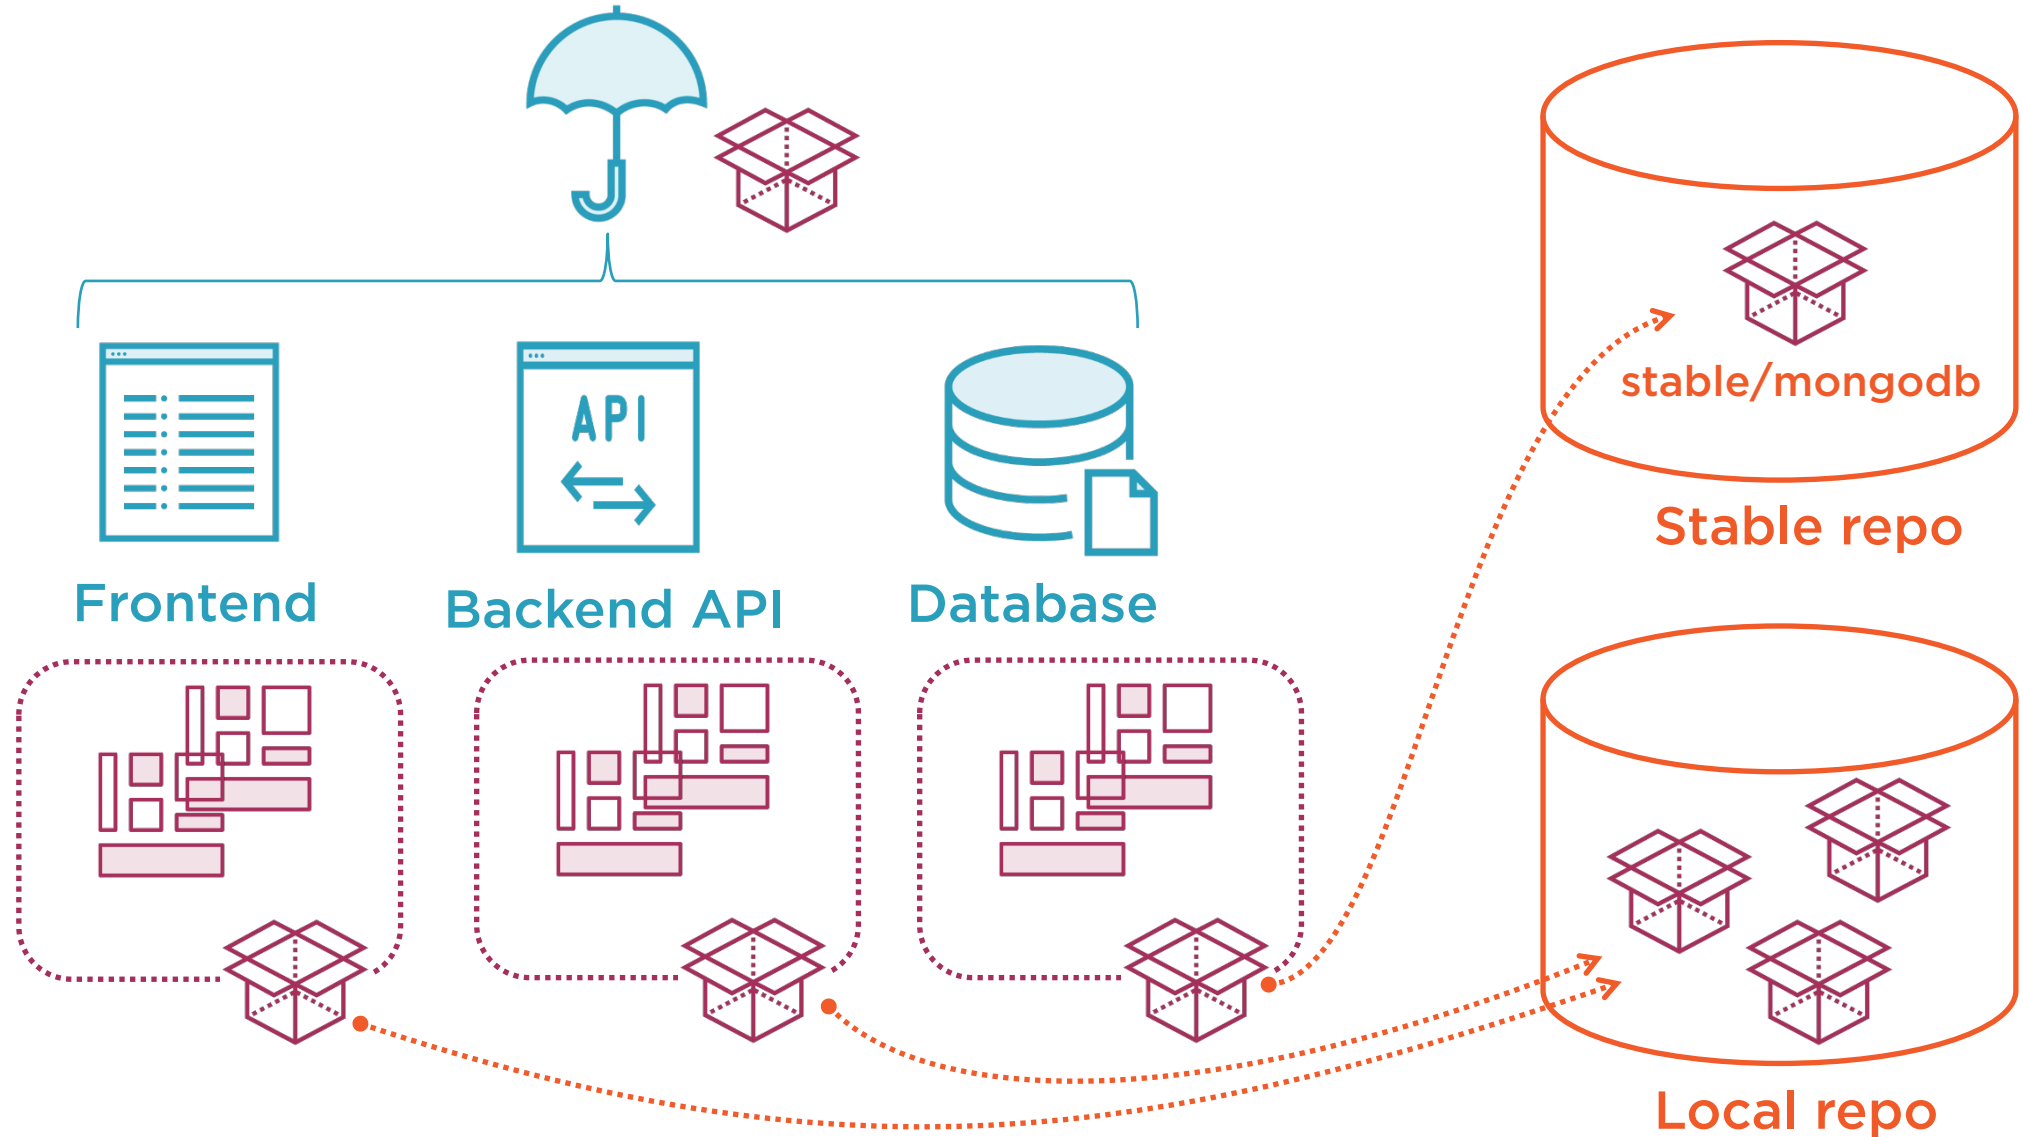 API
Frontend
Backend API
Database
stable/mongodb
Stable repo
Local repo